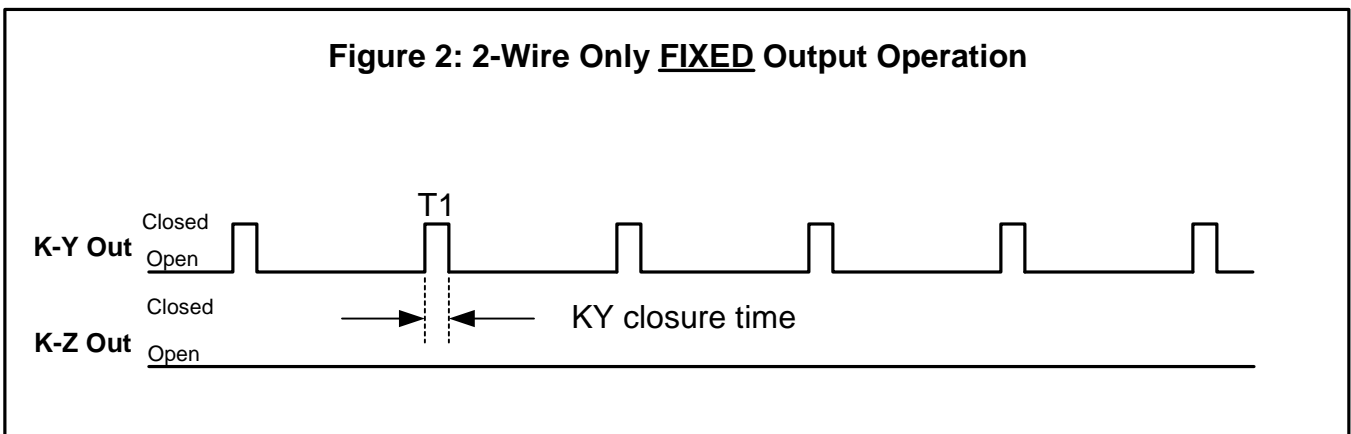 Figure 2: 2-Wire Only FIXED Output Operation
T1
Closed
K-Y Out
Open
KY closure time
Closed
K-Z Out
Open